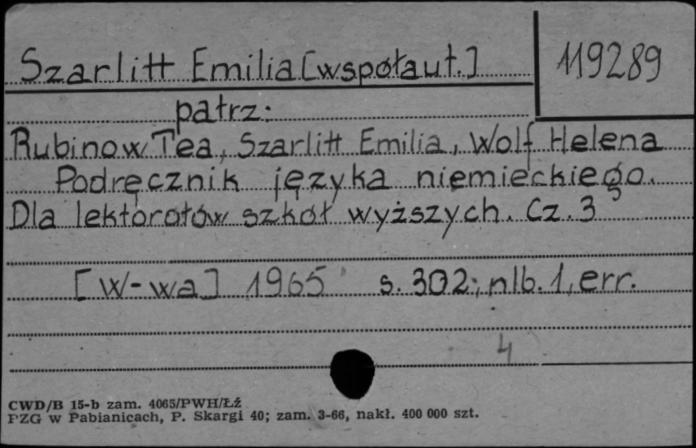 Szarlitt Emilia [współaut.]
119289
patrz:
Rubinow Tea, Szarlitt Emilia, Wolf Helena
Podręcznik języka niemieckiego.
Dla lektoratów szkół wyższych. Cz. 3
[W-wa] 1965 s. 302; nlb. 1, err.
4
CWD/B 15-b zam. 4065/PWH/Łź
PZG w Pabianicach, P. Skargi 40; zam. 3-66, nakł. 400 000 szt.